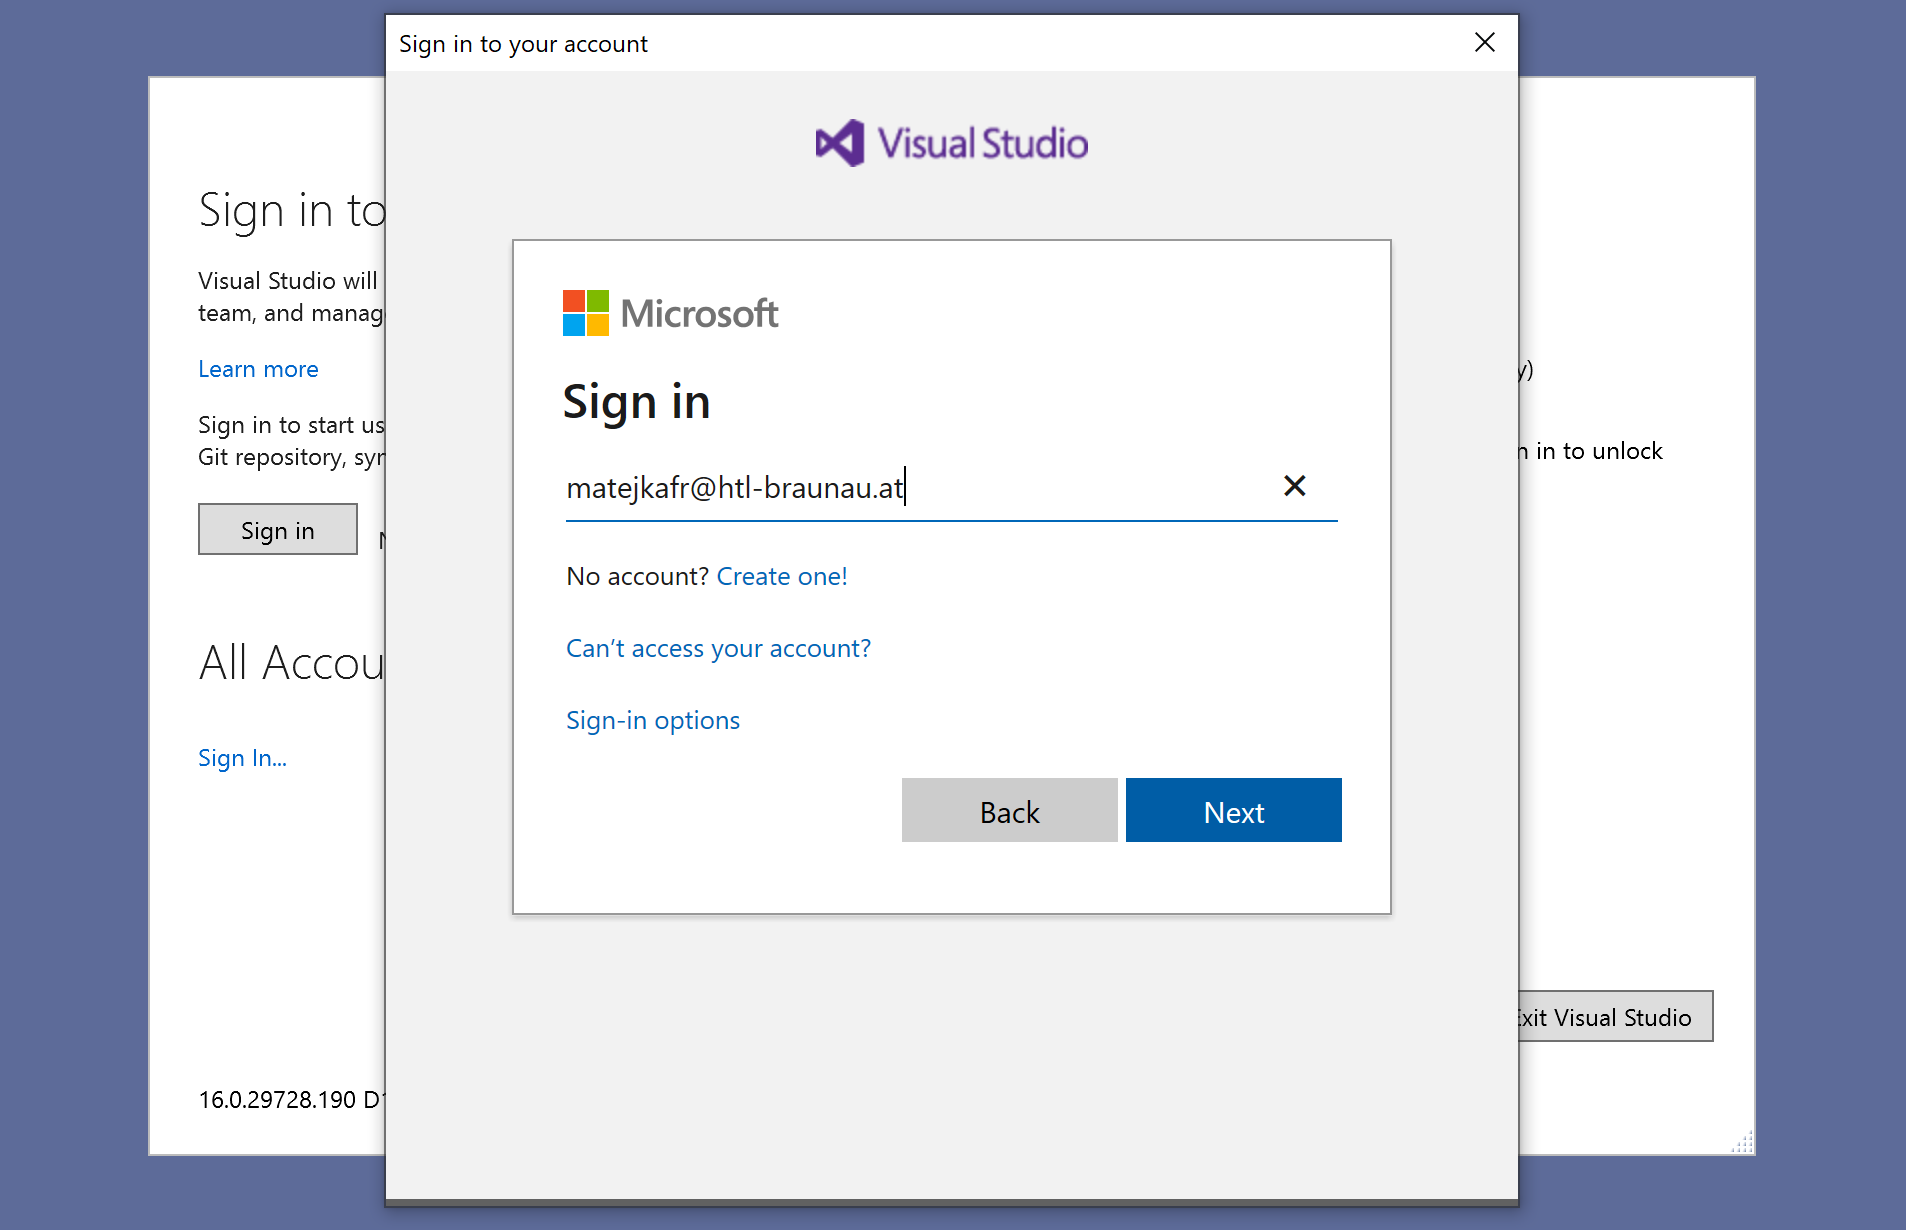 Sign in to your account
Visual Studio
Sign in to
Visual Studio will
team, and manag
Learn more
Sign in to start us
Git repository, syn
Sign in
All Accou
Sign In...
16.0.29728.190 D
Microsoft
Sign in
matejkafr@htl-braunau.at
No account? Create one!
Can't access your account?
Sign-in options
Back
Next
y)
n in to unlock
Exit Visual Studio